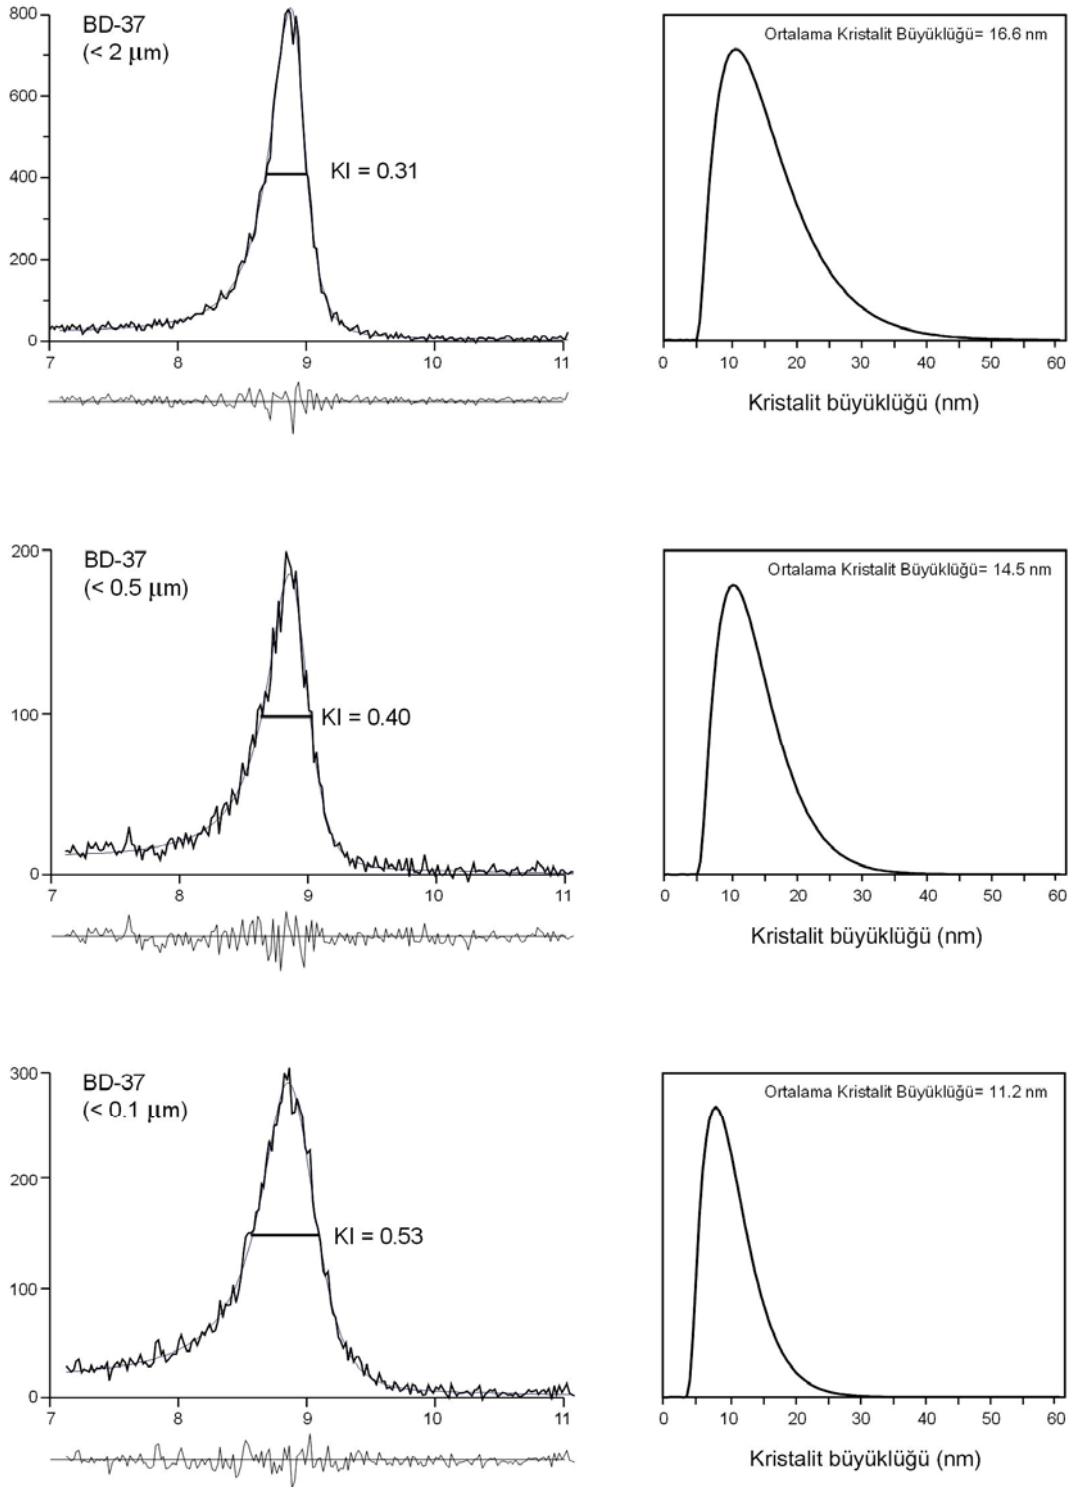 BD-37
(< 2 μm)
800
600
400
200
0
KI = 0.31
7 8 9 10 11
Ortalama Kristalit Büyüklüğü= 16.6 nm
0 10 20 30 40 50 60
Kristalit büyüklüğü (nm)
BD-37
(< 0.5 μm)
200
100
0
KI = 0.40
7 8 9 10 11
Ortalama Kristalit Büyüklüğü= 14.5 nm
0 10 20 30 40 50 60
Kristalit büyüklüğü (nm)
BD-37
(< 0.1 μm)
300
200
100
0
KI = 0.53
7 8 9 10 11
Ortalama Kristalit Büyüklüğü= 11.2 nm
0 10 20 30 40 50 60
Kristalit büyüklüğü (nm)